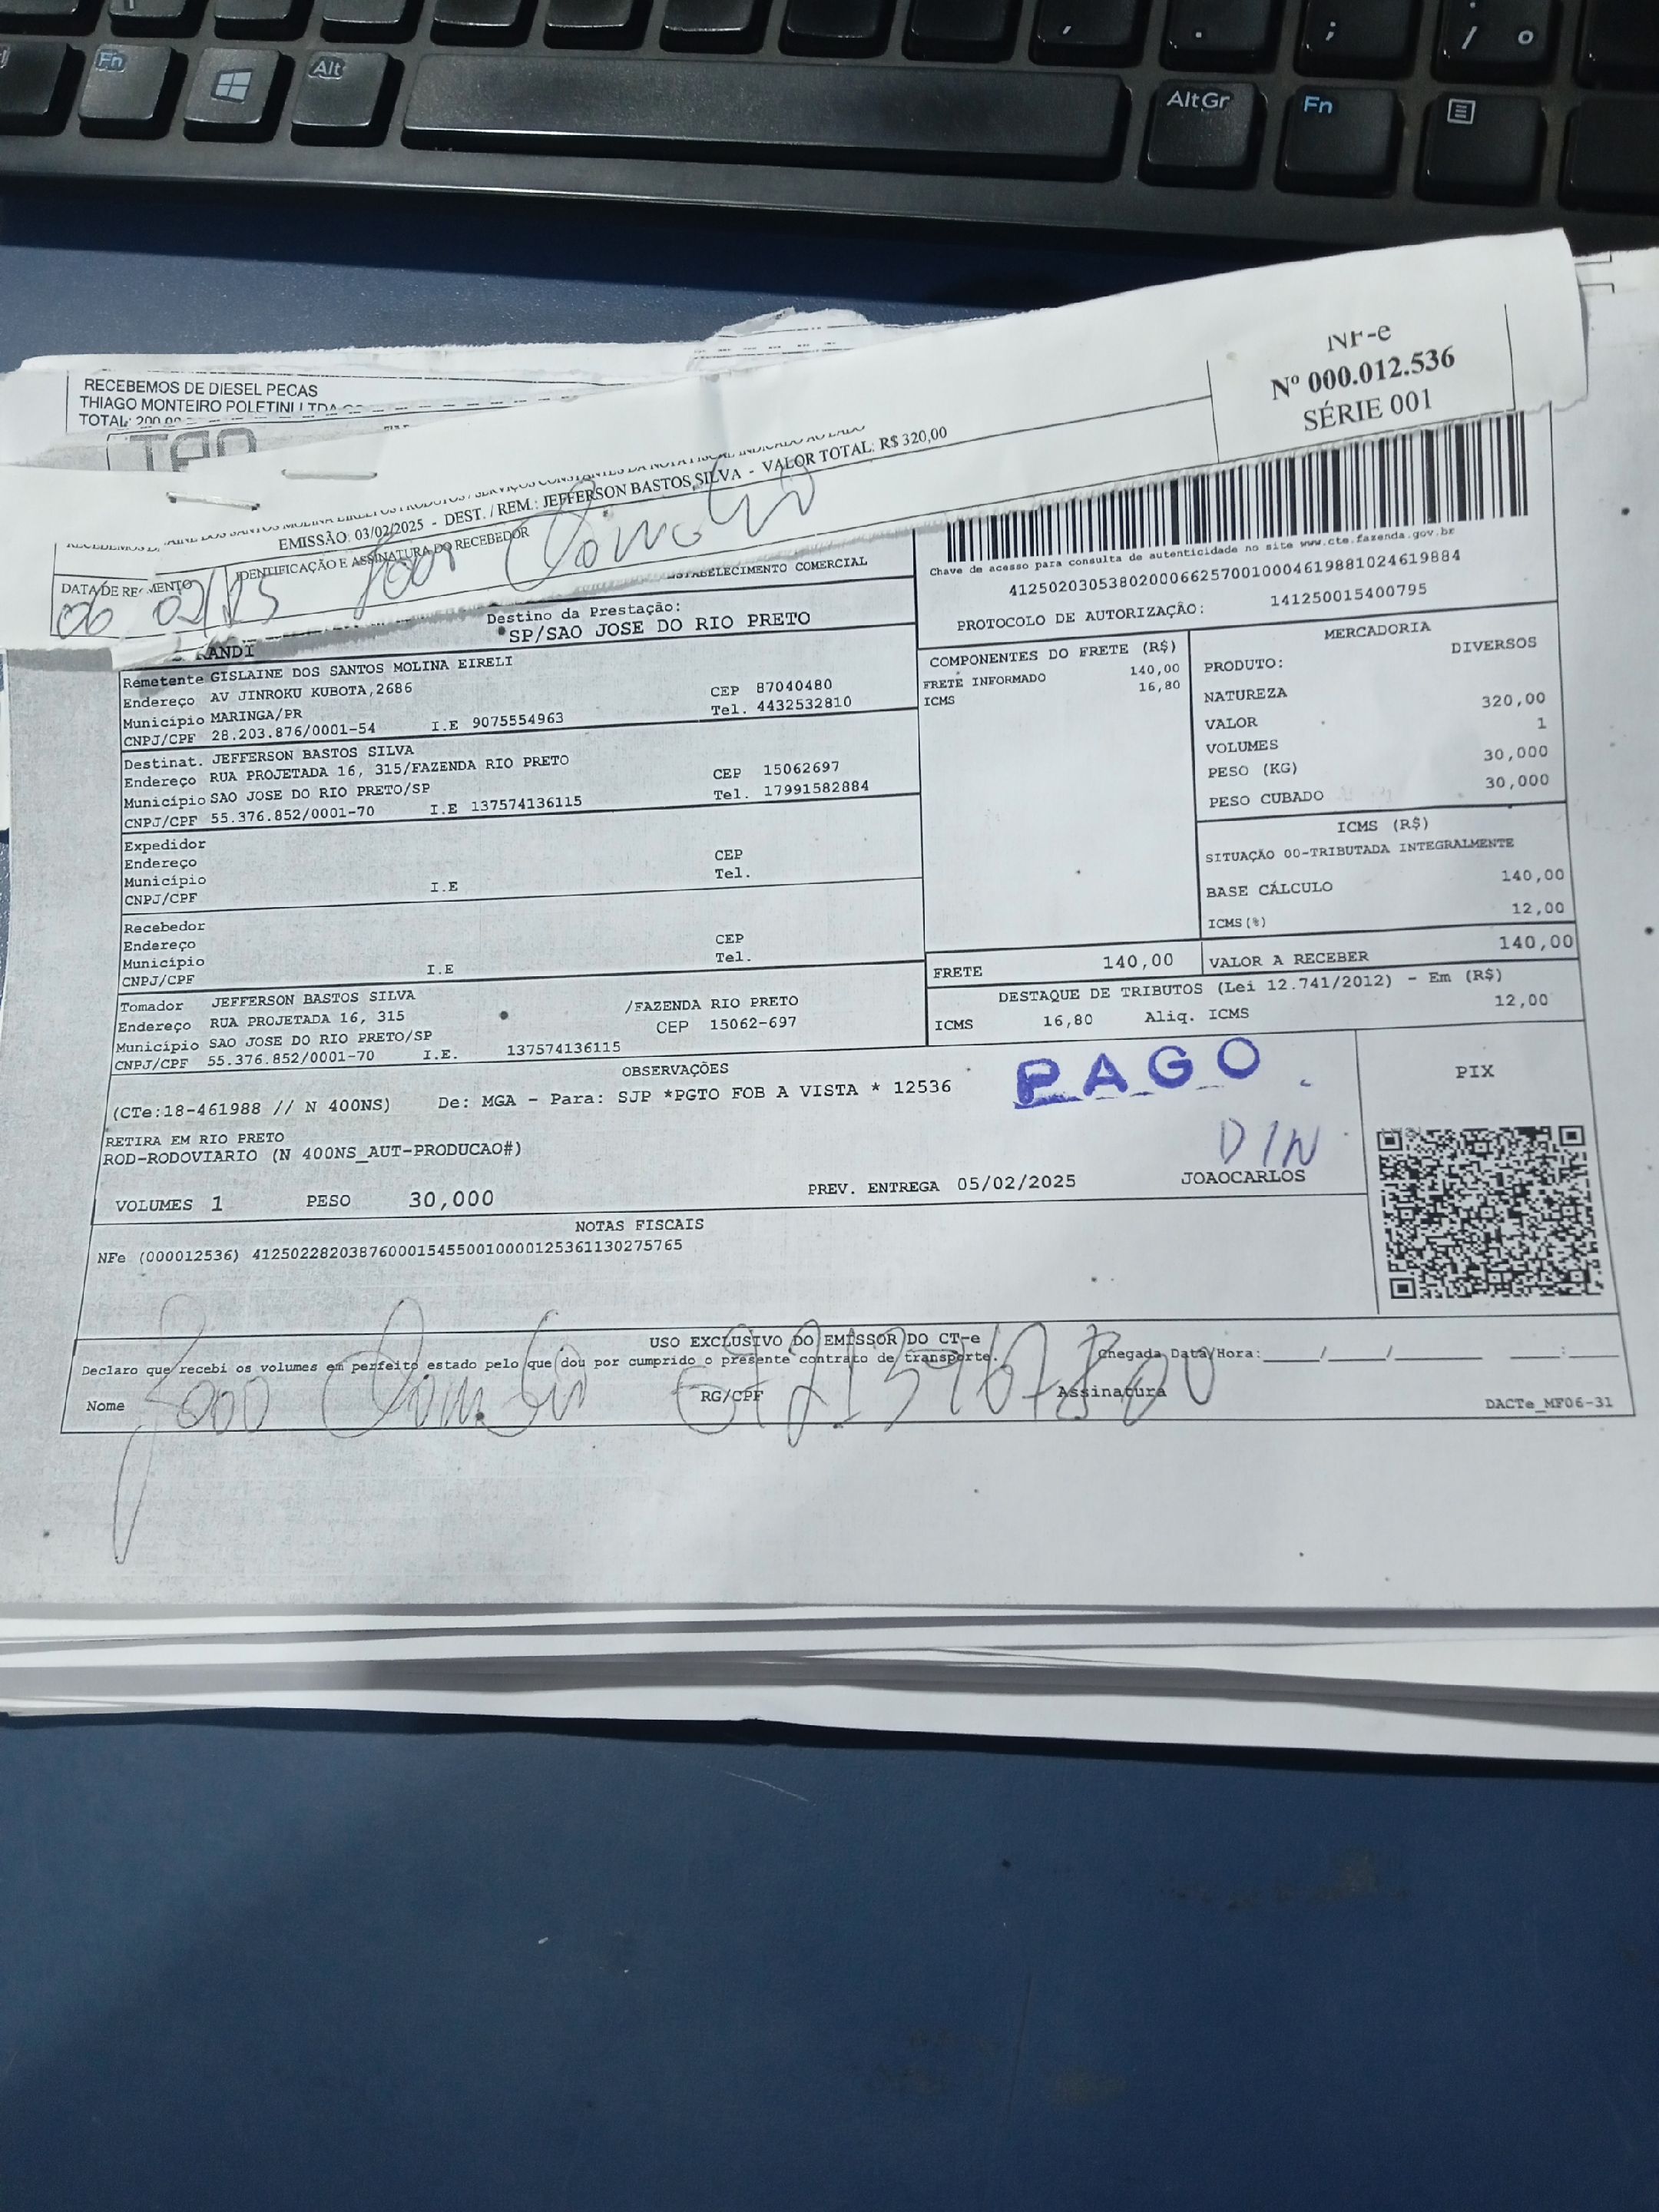 Fn
Alt
AltGr
Fn
,
.
;
/
RECEBEMOS DE DIESEL PECAS
THIAGO MONTEIRO POLETINI LTDA
TOTAL: 200,00
NF-e
Nº 000.012.536
SÉRIE 001
EMISSÃO: 03/02/2025 - DEST. / REM.: JEFFERSON BASTOS SILVA - VALOR TOTAL: R$ 320,00
DATA DE
IDENTIFICAÇÃO E ASSINATURA DO RECEBEDOR
06 02/25
ESTABELECIMENTO COMERCIAL
Destino da Prestação:
SP/SAO JOSE DO RIO PRETO
Chave de acesso para consulta de autenticidade no site www.cte.fazenda.gov.br
41250203053802000662570010004619881024619884
PROTOCOLO DE AUTORIZAÇÃO: 141250015400795
Remetente GISLAINE DOS SANTOS MOLINA EIRELI
Endereço AV JINROKU KUBOTA,2686 CEP 87040480
Município MARINGA/PR Tel. 4432532810
CNPJ/CPF 28.203.876/0001-54 I.E 9075554963
Destinat. JEFFERSON BASTOS SILVA
Endereço RUA PROJETADA 16, 315/FAZENDA RIO PRETO CEP 15062697
Município SAO JOSE DO RIO PRETO/SP Tel. 17991582884
CNPJ/CPF 55.376.852/0001-70 I.E 137574136115
Expedidor
Endereço CEP
Município Tel.
CNPJ/CPF I.E
Recebedor
Endereço CEP
Município Tel.
CNPJ/CPF I.E
Tomador JEFFERSON BASTOS SILVA /FAZENDA RIO PRETO
Endereço RUA PROJETADA 16, 315 CEP 15062-697
Município SAO JOSE DO RIO PRETO/SP
CNPJ/CPF 55.376.852/0001-70 I.E. 137574136115
COMPONENTES DO FRETE (R$)
FRETE INFORMADO 140,00
ICMS 16,80
MERCADORIA
PRODUTO: DIVERSOS
NATUREZA
VALOR 320,00
VOLUMES 1
PESO (KG) 30,000
PESO CUBADO 30,000
ICMS (R$)
SITUAÇÃO 00-TRIBUTADA INTEGRALMENTE
BASE CÁLCULO 140,00
ICMS(%) 12,00
FRETE 140,00 VALOR A RECEBER 140,00
DESTAQUE DE TRIBUTOS (Lei 12.741/2012) - Em (R$)
ICMS 16,80 Aliq. ICMS 12,00
OBSERVAÇÕES
(CTe:18-461988 // N 400NS) De: MGA - Para: SJP *PGTO FOB A VISTA * 12536
PAGO
PIX
RETIRA EM RIO PRETO
ROD-RODOVIARIO (N 400NS_AUT-PRODUCAO#)
DIN
VOLUMES 1 PESO 30,000 PREV. ENTREGA 05/02/2025 JOAOCARLOS
NOTAS FISCAIS
NFe (000012536) 41250228203876000154550010000125361130275765
USO EXCLUSIVO DO EMISSOR DO CT-e
Declaro que recebi os volumes em perfeito estado pelo que dou por cumprido o presente contrato de transporte. Chegada Data/Hora:____/____/____ ____:____
Nome RG/CPF Assinatura
DACTe_MF06-31